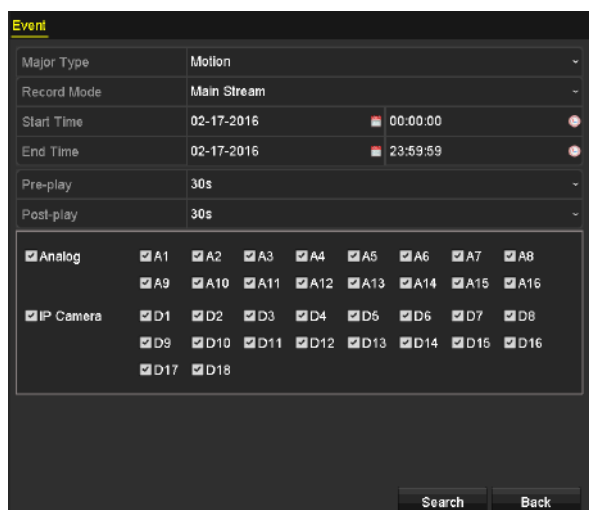 Event
Major Type Motion
Record Mode Main Stream
Start Time 02-17-2016 00:00:00
End Time 02-17-2016 23:59:59
Pre-play 30s
Post-play 30s
Analog A1 A2 A3 A4 A5 A6 A7 A8
A9 A10 A11 A12 A13 A14 A15 A16
IP Camera D1 D2 D3 D4 D5 D6 D7 D8
D9 D10 D11 D12 D13 D14 D15 D16
D17 D18
Search Back